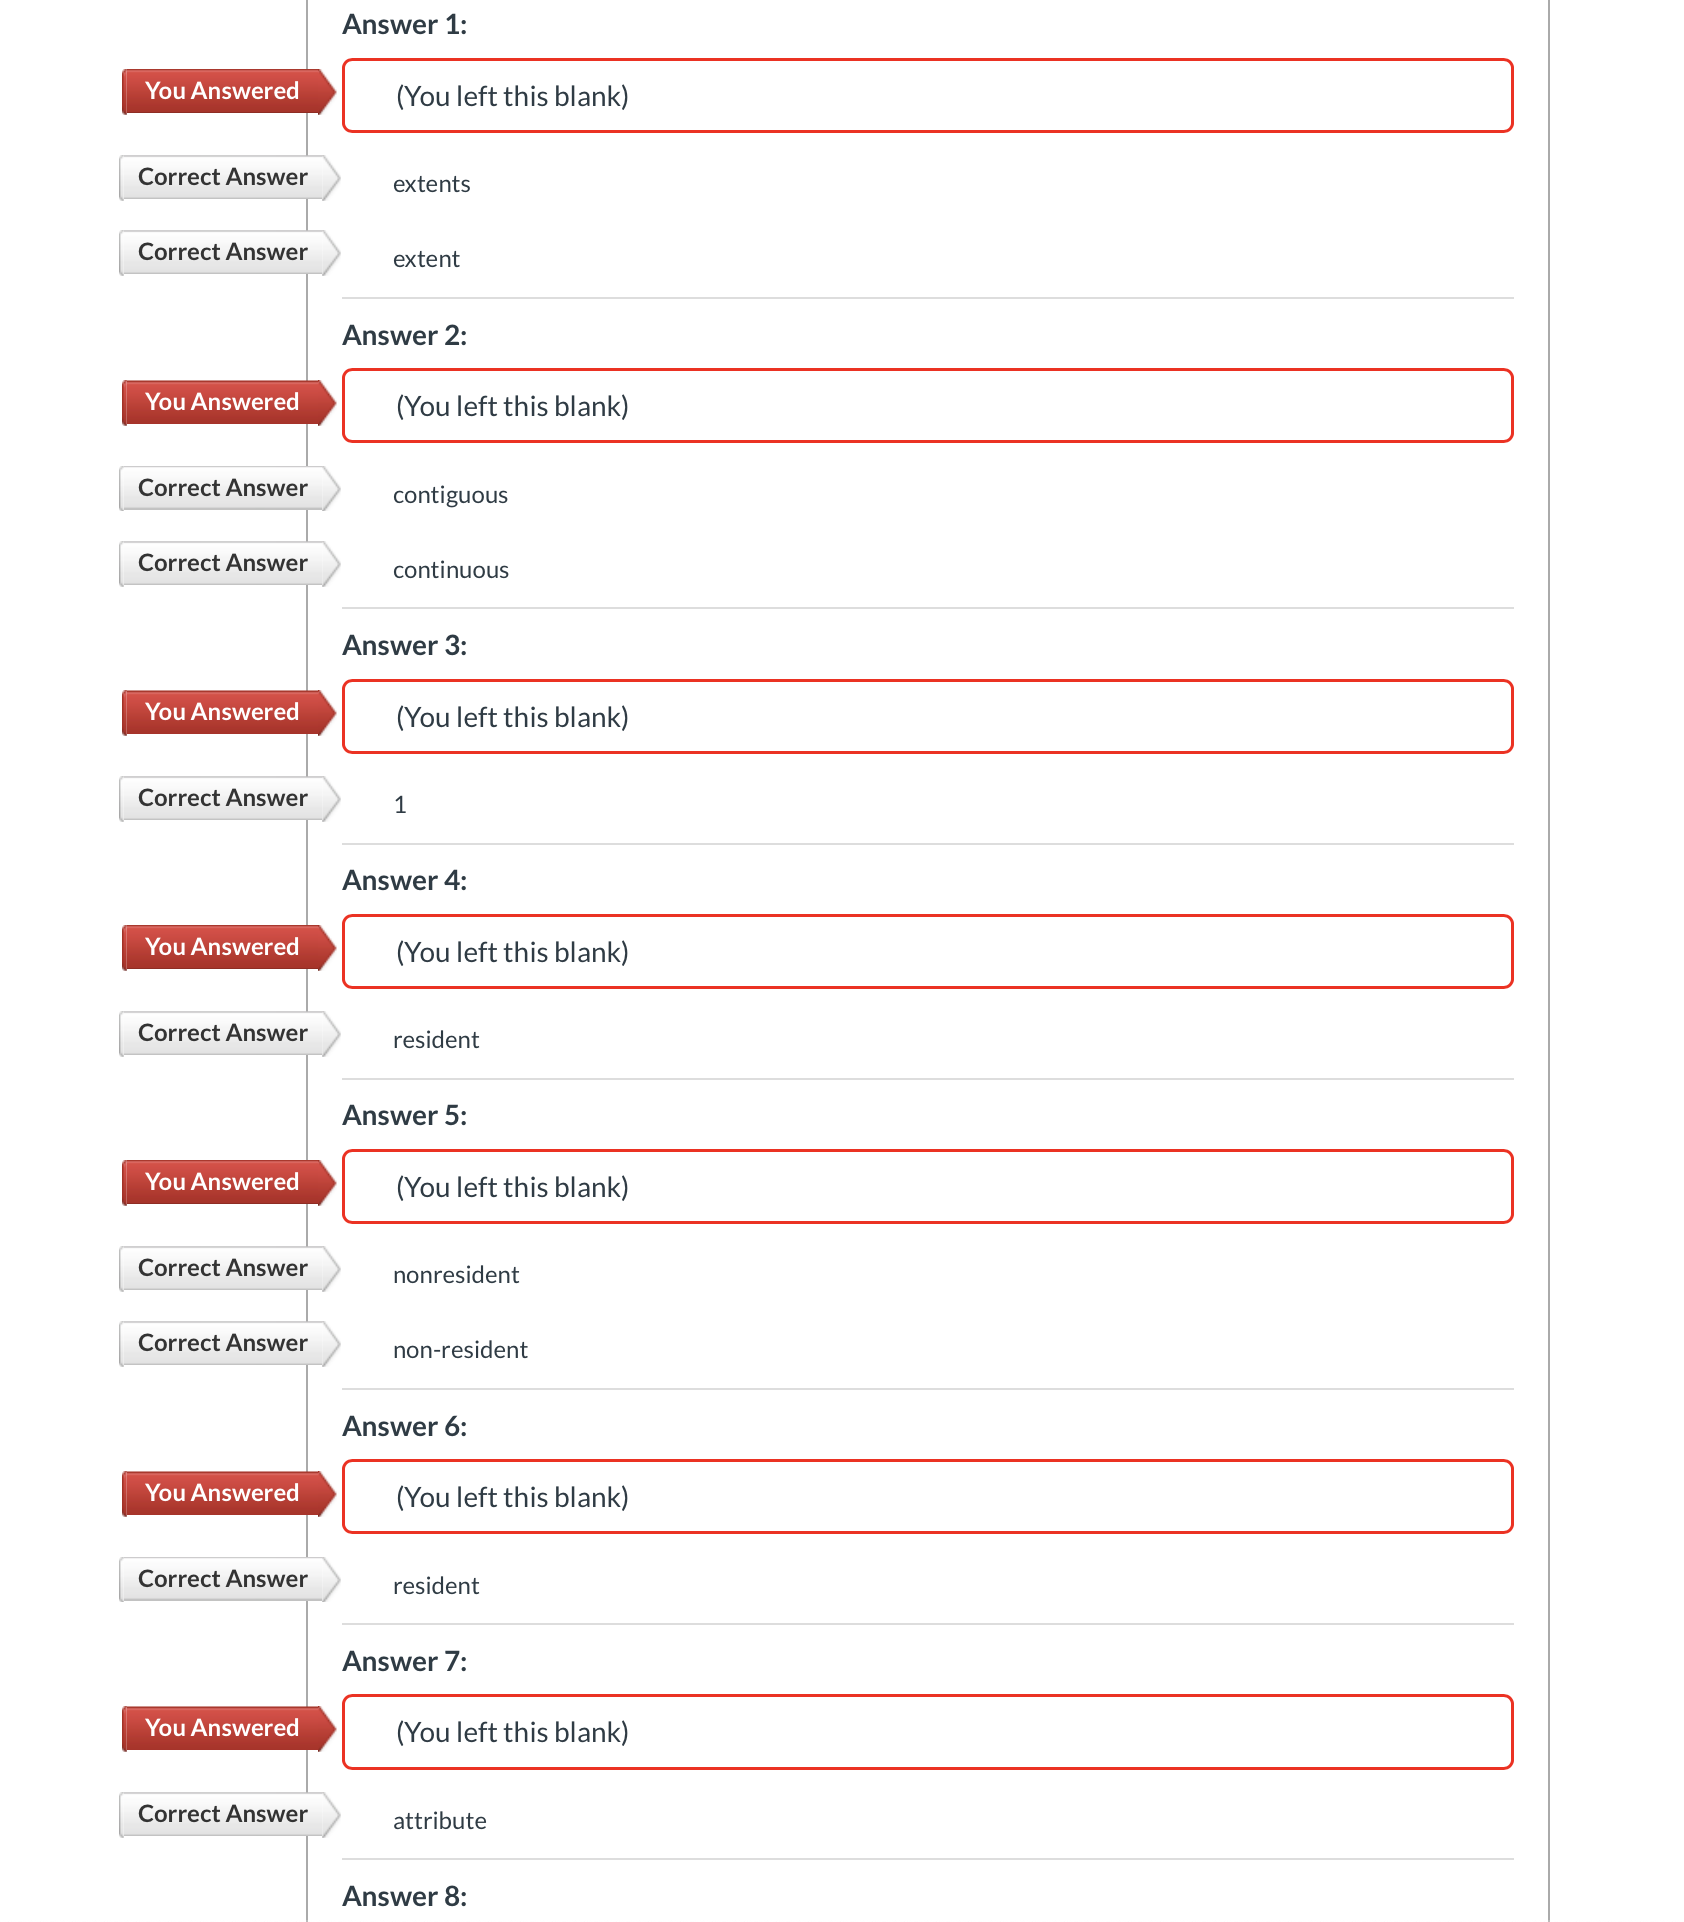 Answer 1:
You Answered
(You left this blank)
Correct Answer
extents
Correct Answer
extent
Answer 2:
You Answered
(You left this blank)
Correct Answer
contiguous
Correct Answer
continuous
Answer 3:
You Answered
(You left this blank)
Correct Answer
1
Answer 4:
You Answered
(You left this blank)
Correct Answer
resident
Answer 5:
You Answered
(You left this blank)
Correct Answer
nonresident
Correct Answer
non-resident
Answer 6:
You Answered
(You left this blank)
Correct Answer
resident
Answer 7:
You Answered
(You left this blank)
Correct Answer
attribute
Answer 8: